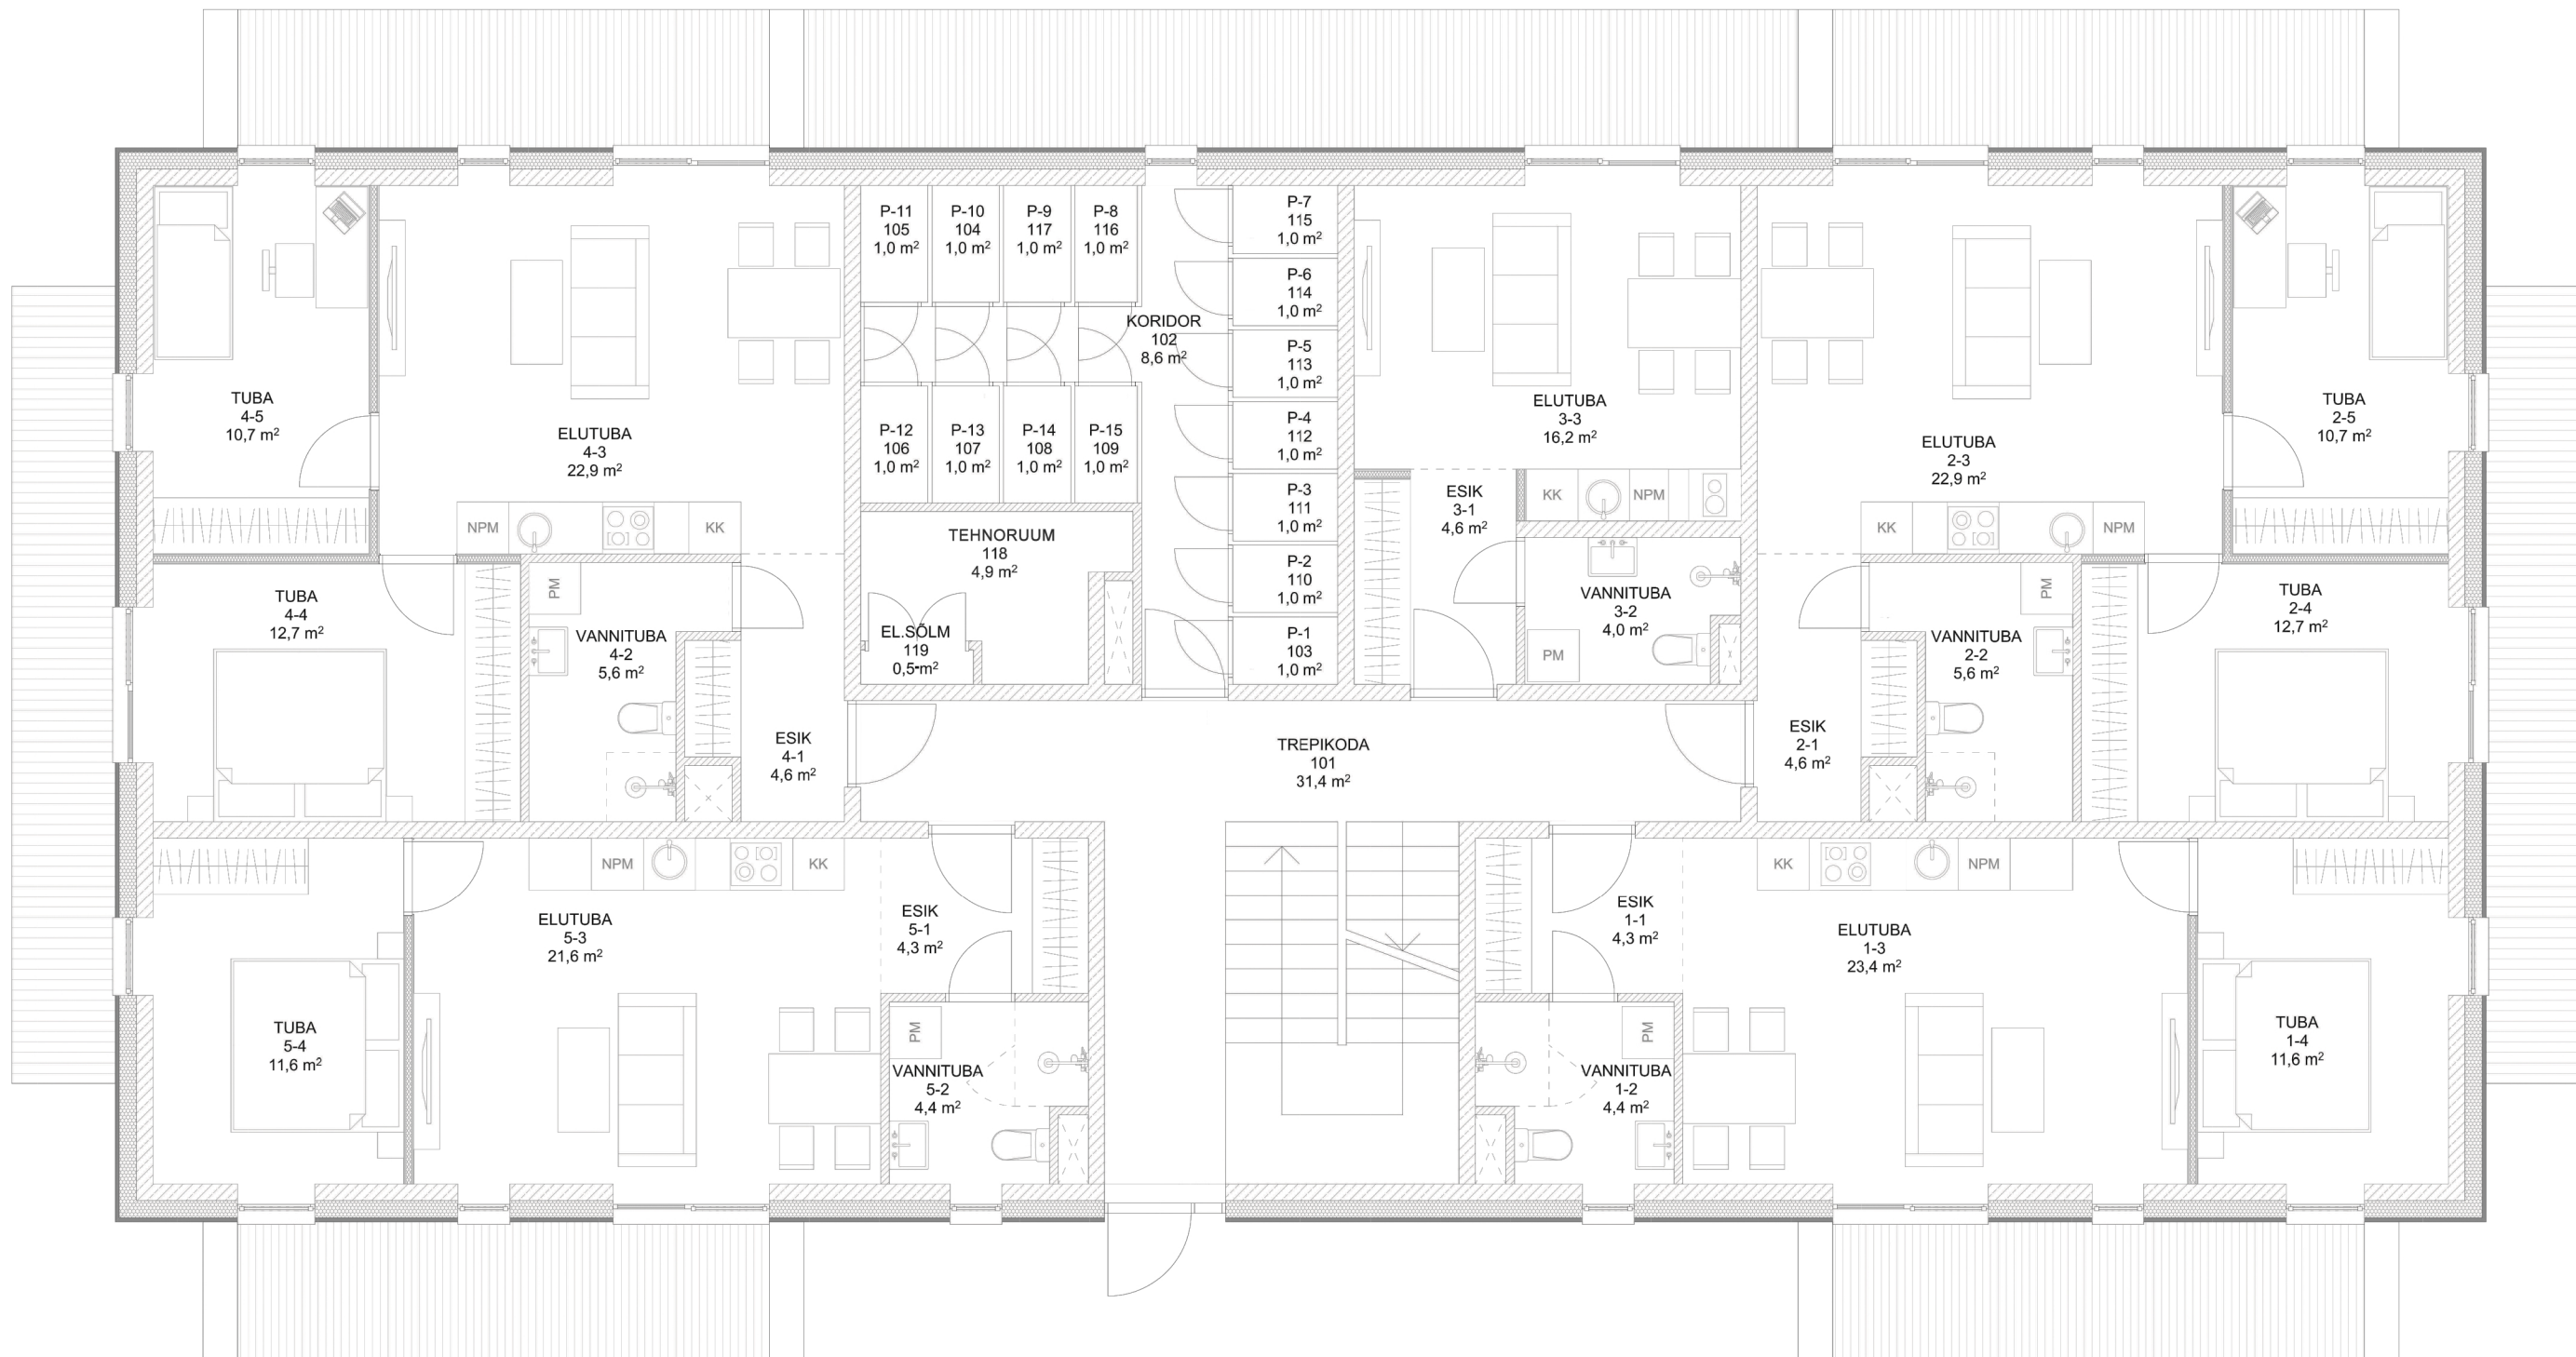 P-11
105
1,0 m²
P-10
104
1,0 m²
P-9
117
1,0 m²
P-8
116
1,0 m²
P-7
115
1,0 m²
P-6
114
1,0 m²
KORIDOR
102
8,6 m²
P-5
113
1,0 m²
P-4
112
1,0 m²
P-3
111
1,0 m²
P-2
110
1,0 m²
P-1
103
1,0 m²
P-12
106
1,0 m²
P-13
107
1,0 m²
P-14
108
1,0 m²
P-15
109
1,0 m²
TEHNORUUM
118
4,9 m²
EL.SÕLM
119
0,5 m²
TUBA
4-5
10,7 m²
ELUTUBA
4-3
22,9 m²
NPM
KK
TUBA
4-4
12,7 m²
PM
VANNITUBA
4-2
5,6 m²
ESIK
4-1
4,6 m²
ELUTUBA
3-3
16,2 m²
ESIK
3-1
4,6 m²
KK
NPM
VANNITUBA
3-2
4,0 m²
PM
ELUTUBA
2-3
22,9 m²
TUBA
2-5
10,7 m²
KK
NPM
PM
VANNITUBA
2-2
5,6 m²
TUBA
2-4
12,7 m²
ESIK
2-1
4,6 m²
TREPIKODA
101
31,4 m²
NPM
KK
ELUTUBA
5-3
21,6 m²
ESIK
5-1
4,3 m²
TUBA
5-4
11,6 m²
PM
VANNITUBA
5-2
4,4 m²
ESIK
1-1
4,3 m²
KK
NPM
ELUTUBA
1-3
23,4 m²
PM
VANNITUBA
1-2
4,4 m²
TUBA
1-4
11,6 m²